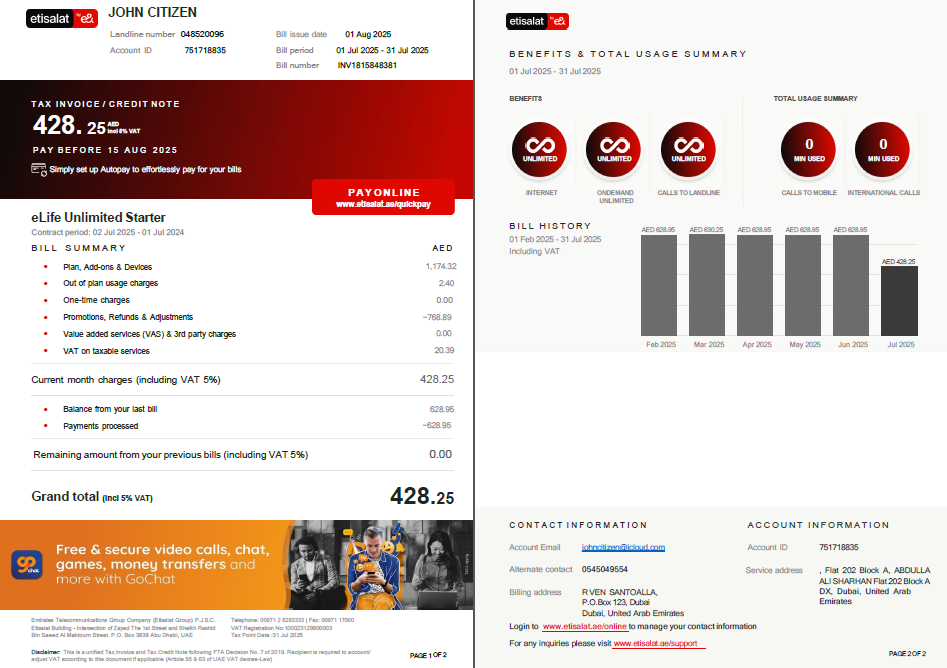 etisalat by e&
JOHN CITIZEN
Landline number 048520096
Account ID 751718835
Bill issue date 01 Aug 2025
Bill period 01 Jul 2025 - 31 Jul 2025
Bill number INV1815848381
TAX INVOICE / CREDIT NOTE
428. 25 AED Incl 5% VAT
PAY BEFORE 15 AUG 2025
Simply set up Autopay to effortlessly pay for your bills
PAYONLINE
www.etisalat.ae/quickpay
eLife Unlimited Starter
Contract period: 02 Jul 2025 - 01 Jul 2024
BILL SUMMARY AED
• Plan, Add-ons & Devices 1,174.32
• Out of plan usage charges 2.40
• One-time charges 0.00
• Promotions, Refunds & Adjustments −768.89
• Value added services (VAS) & 3rd party charges 0.00
• VAT on taxable services 20.39
Current month charges (including VAT 5%) 428.25
• Balance from your last bill 628.95
• Payments processed −628.95
Remaining amount from your previous bills (including VAT 5%) 0.00
Grand total (Incl 5% VAT) 428.25
go chat
Free & secure video calls, chat,
games, money transfers and
more with GoChat
Emirates Telecommunications Group Company (Etisalat Group) P.J.S.C.
Etisalat Building - Intersection of Zayed The 1st Street and Sheikh Rashid
Bin Saeed Al Maktoum Street. P.O. Box 3838 Abu Dhabi, UAE
Telephone: 00971 2 6283333 | Fax: 00971 17000
VAT Registration No:100023129800003
Tax Point Date :31 Jul 2025
Disclaimer: This is a unified Tax Invoice and Tax Credit Note following FTA Decision No. 7 of 2019. Recipient is required to account/
adjust VAT according to this document if applicable (Article 55 & 63 of UAE VAT decree-Law)
PAGE 1 OF 2
etisalat by e&
BENEFITS & TOTAL USAGE SUMMARY
01 Jul 2025 - 31 Jul 2025
BENEFITS
TOTAL USAGE SUMMARY
UNLIMITED UNLIMITED UNLIMITED
0 0
MIN USED MIN USED
INTERNET
ONDEMAND
UNLIMITED
CALLS TO LANDLINE
CALLS TO MOBILE
INTERNATIONAL CALLS
BILL HISTORY
01 Feb 2025 - 31 Jul 2025
Including VAT
AED 628.95 AED 630.25 AED 628.95 AED 628.95 AED 628.95 AED 428.25
Feb 2025 Mar 2025 Apr 2025 May 2025 Jun 2025 Jul 2025
CONTACT INFORMATION
Account Email johncitizen@icloud.com
Alternate contact 0545049554
Billing address R VEN SANTOALLA,
P.O.Box 123, Dubai
Dubai, United Arab Emirates
Login to www.etisalat.ae/online to manage your contact information
For any inquiries please visit www.etisalat.ae/support
ACCOUNT INFORMATION
Account ID 751718835
Service address , Flat 202 Block A, ABDULLA
ALI SHARHAN Flat 202 Block A
DX, Dubai, United Arab
Emirates
PAGE 2 OF 2